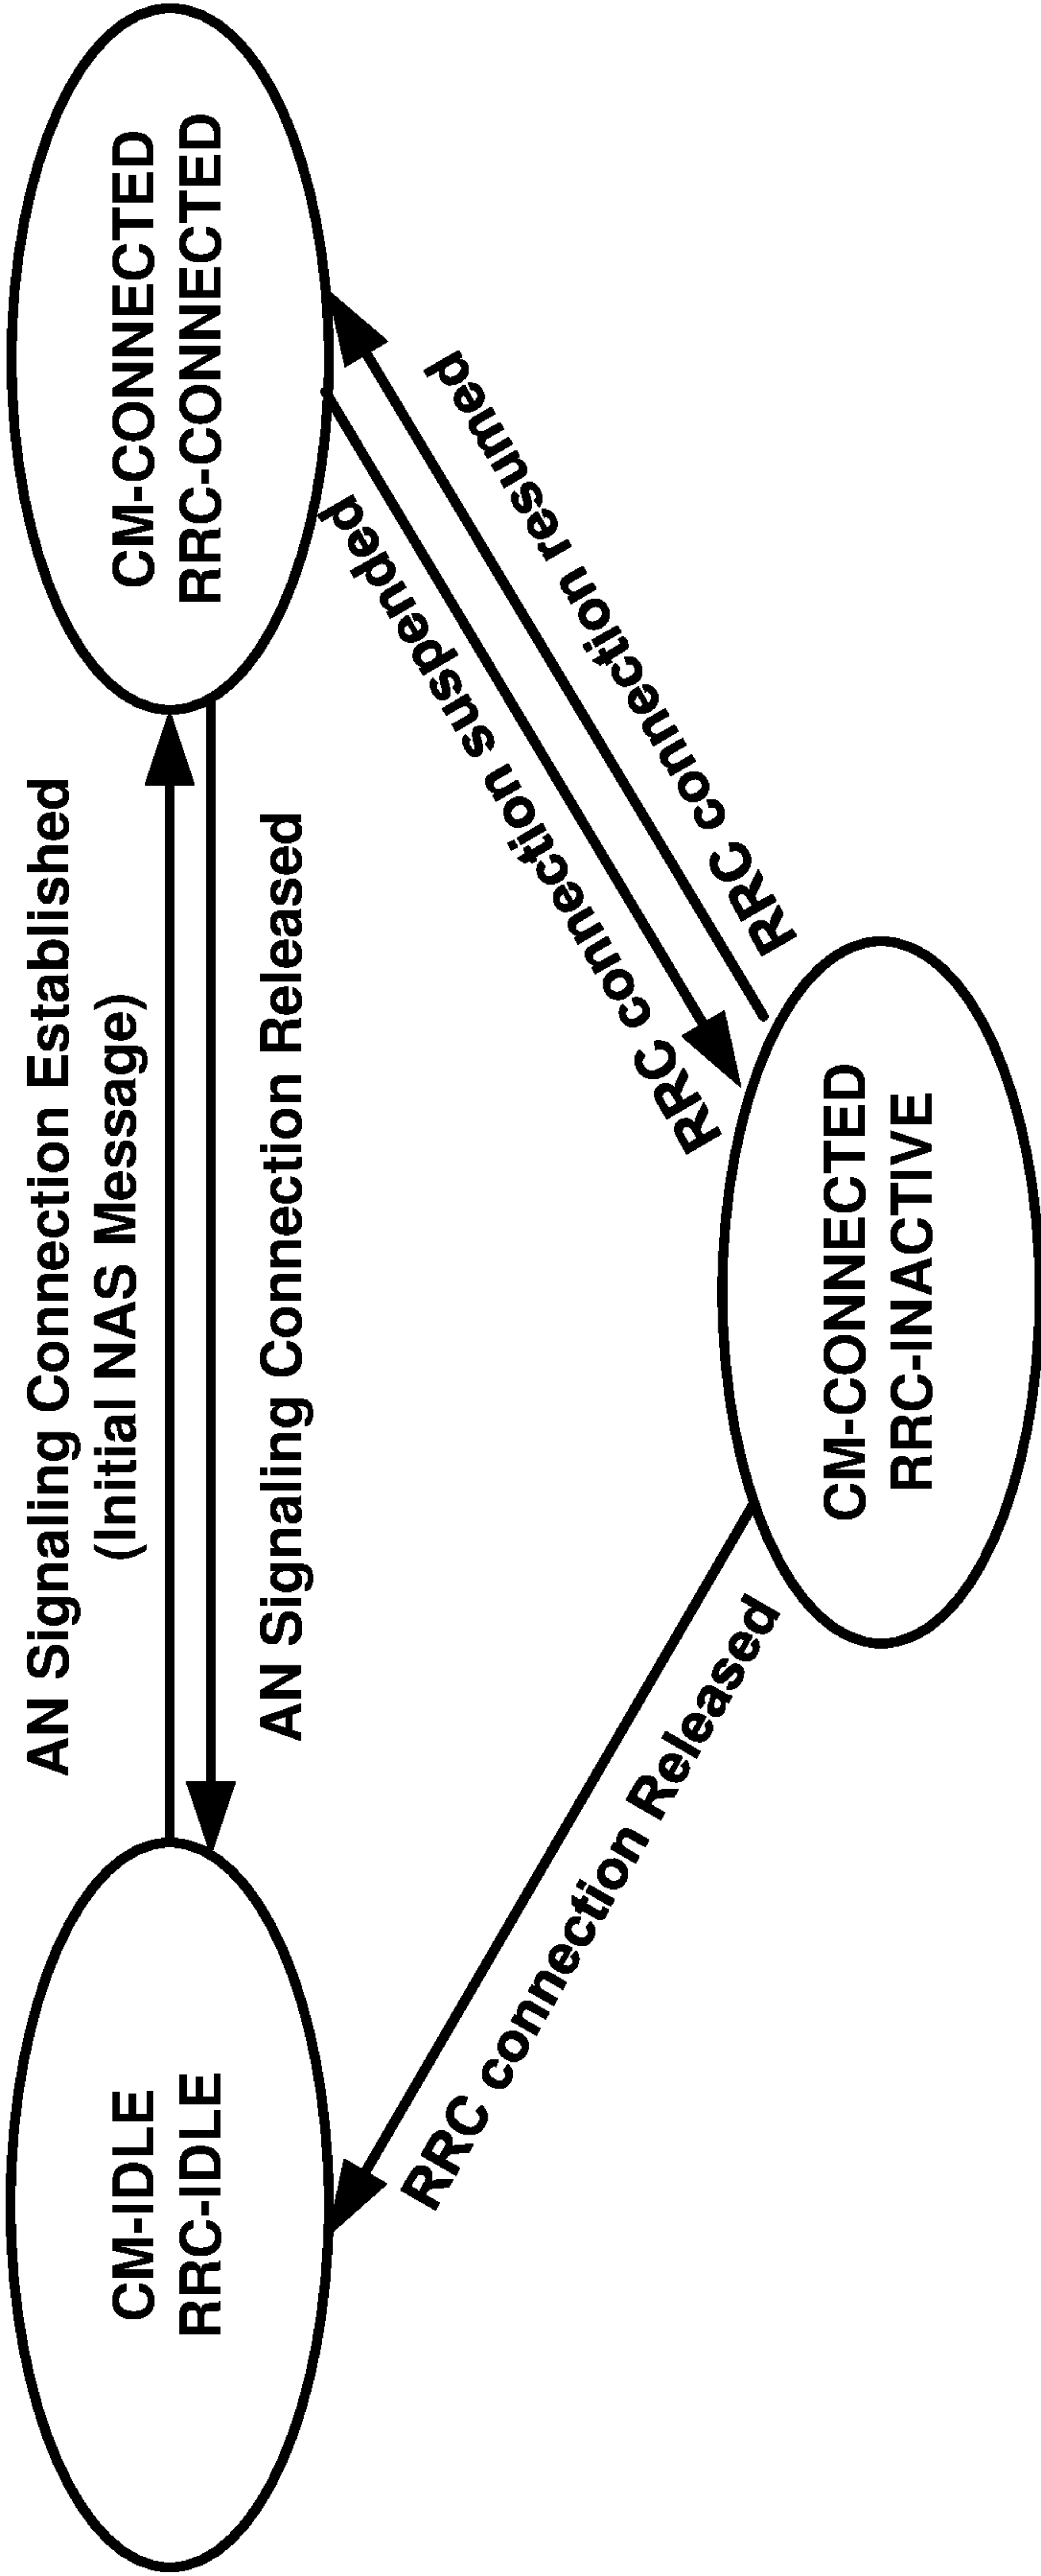 AN Signaling Connection Established
(Initial NAS Message)
CM-IDLE
RRC-IDLE
CM-CONNECTED
RRC-CONNECTED
AN Signaling Connection Released
RRC connection suspended
RRC connection resumed
RRC connection Released
CM-CONNECTED
RRC-INACTIVE